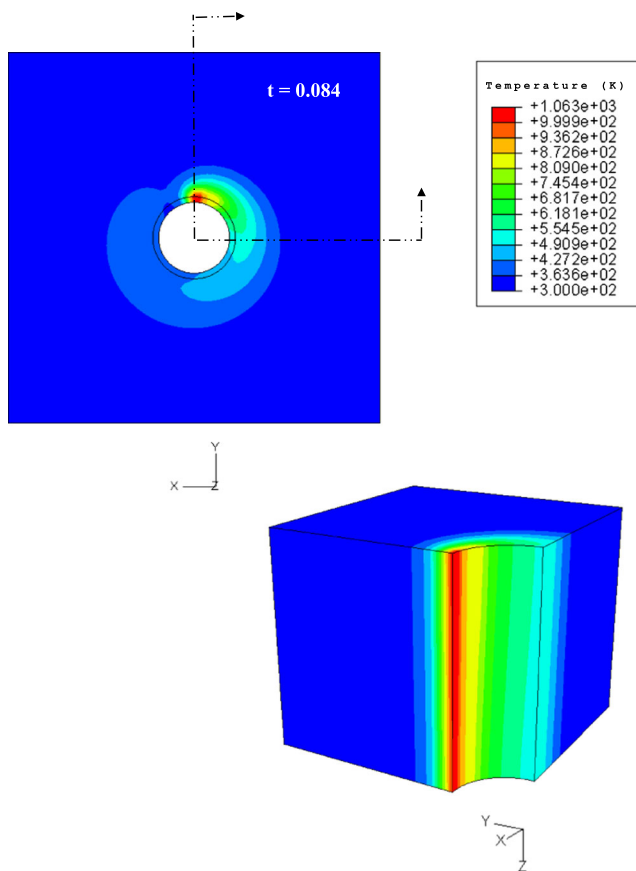 t = 0.084
Temperature (K)
+1.063e+03
+9.999e+02
+9.362e+02
+8.726e+02
+8.090e+02
+7.454e+02
+6.817e+02
+6.181e+02
+5.545e+02
+4.909e+02
+4.272e+02
+3.636e+02
+3.000e+02
Y
X Z
Y
X
Z